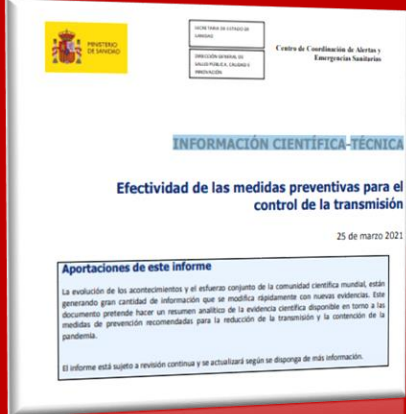 MINISTERIO
DE SANIDAD
SECRETARIA DE ESTADO DE
SANIDAD
DIRECCIÓN GENERAL DE
SALUD PÚBLICA, CALIDAD E
INNOVACIÓN
Centro de Coordinación de Alertas y
Emergencias Sanitarias
INFORMACIÓN CIENTÍFICA-TÉCNICA
Efectividad de las medidas preventivas para el
control de la transmisión
25 de marzo 2021
Aportaciones de este informe
La evolución de los acontecimientos y el esfuerzo conjunto de la comunidad científica mundial, están
generando gran cantidad de información que se modifica rápidamente con nuevas evidencias. Este
documento pretende hacer un resumen analítico de la evidencia científica disponible en torno a las
medidas de prevención recomendadas para la reducción de la transmisión y la contención de la
pandemia.
El informe está sujeto a revisión continua y se actualizará según se disponga de más información.